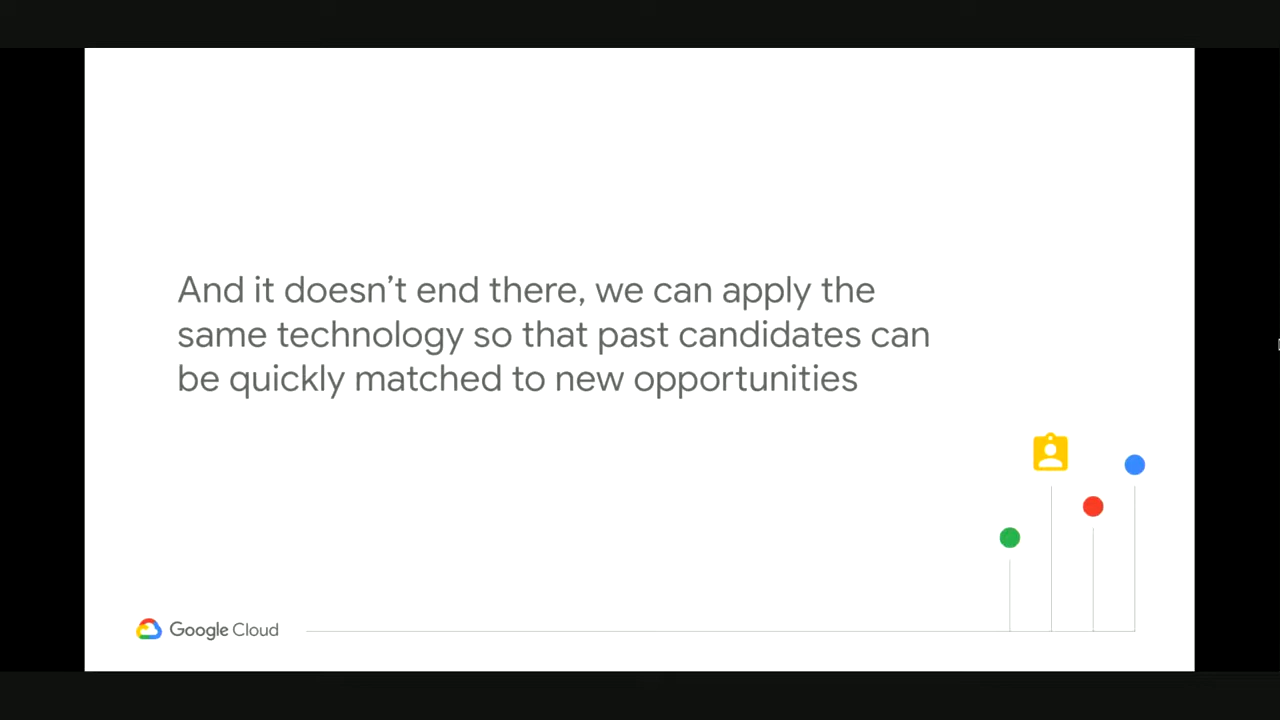 And it doesn’t end there, we can apply the
same technology so that past candidates can
be quickly matched to new opportunities
Google Cloud